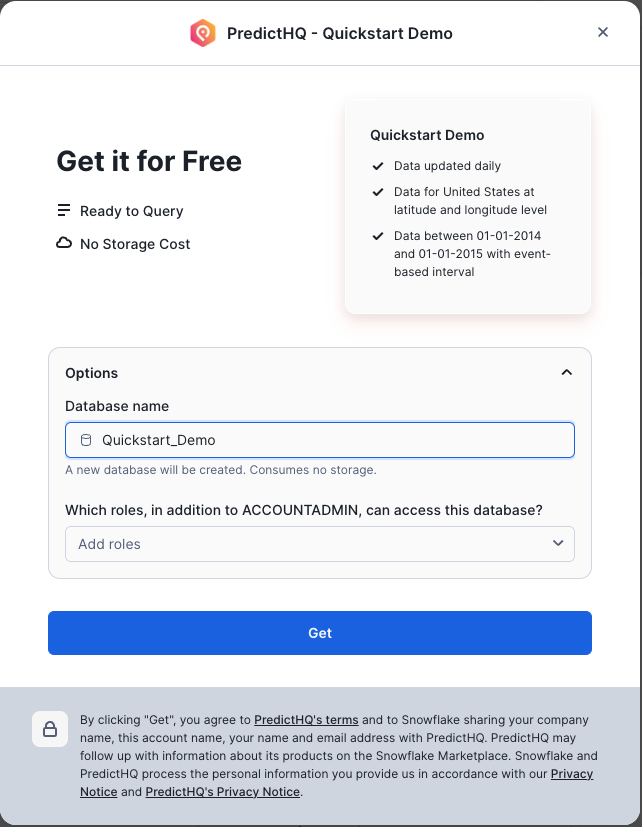 PredictHQ - Quickstart Demo
Get it for Free
Ready to Query
No Storage Cost
Quickstart Demo
Data updated daily
Data for United States at
latitude and longitude level
Data between 01-01-2014
and 01-01-2015 with event-
based interval
Options
Database name
Quickstart_Demo
A new database will be created. Consumes no storage.
Which roles, in addition to ACCOUNTADMIN, can access this database?
Add roles
Get
By clicking "Get", you agree to PredictHQ's terms and to Snowflake sharing your company
name, this account name, your name and email address with PredictHQ. PredictHQ may
follow up with information about its products on the Snowflake Marketplace. Snowflake and
PredictHQ process the personal information you provide us in accordance with our Privacy
Notice and PredictHQ's Privacy Notice.